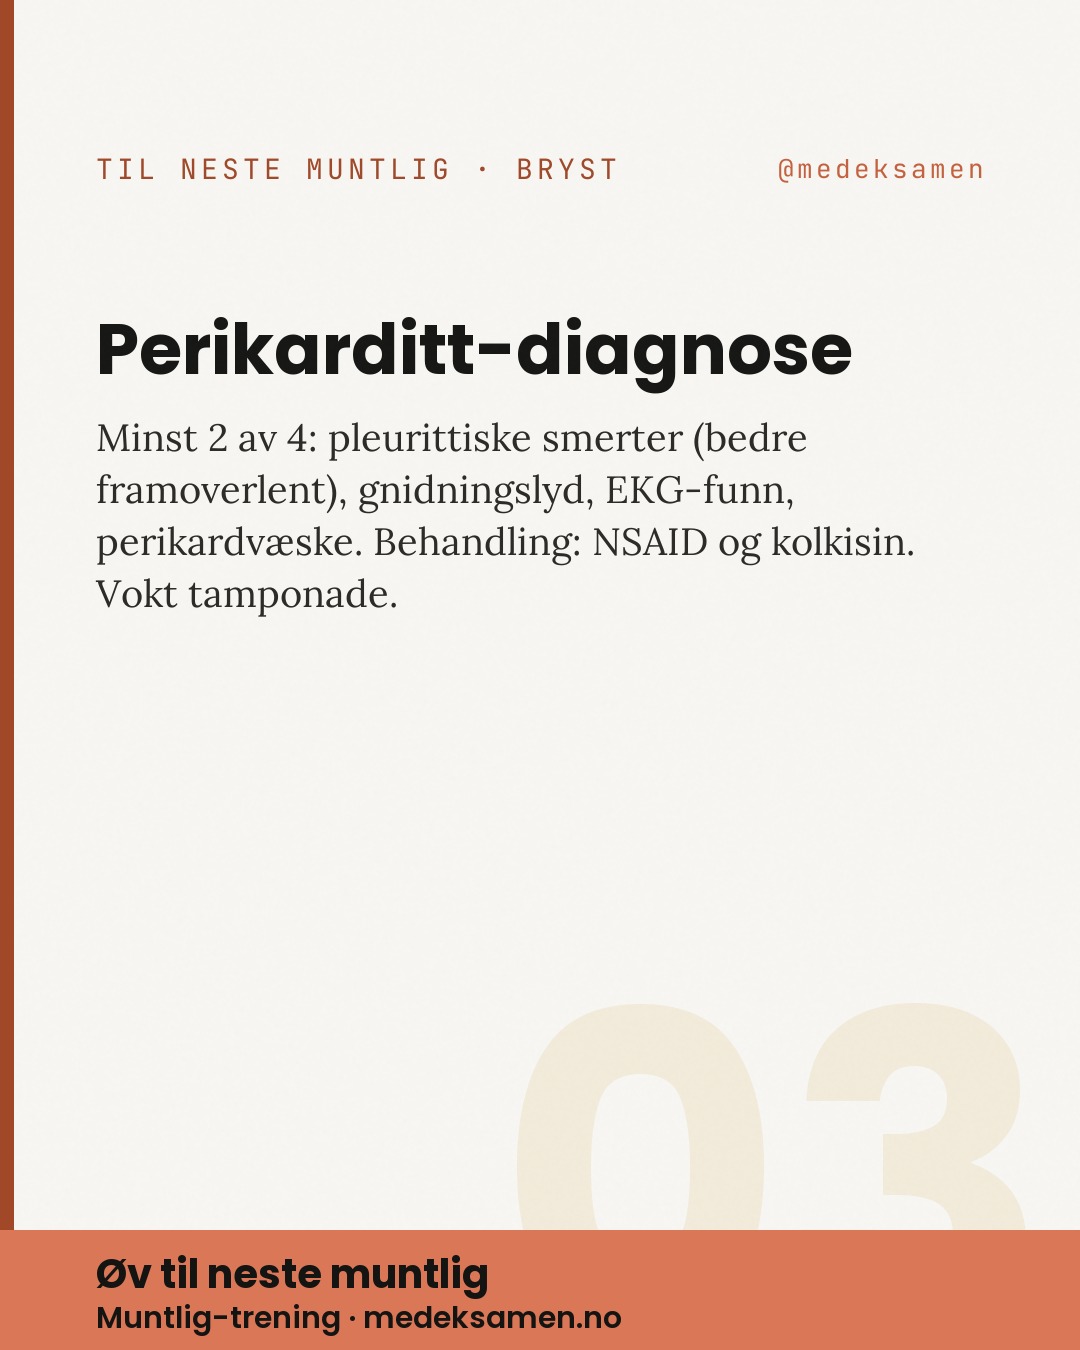 TIL NESTE MUNTLIG · BRYST
@medeksamen
Perikarditt-diagnose
Minst 2 av 4: pleurittiske smerter (bedre
framoverlent), gnidningslyd, EKG-funn,
perikardvæske. Behandling: NSAID og kolkisin.
Vokt tamponade.
03
Øv til neste muntlig
Muntlig-trening · medeksamen.no